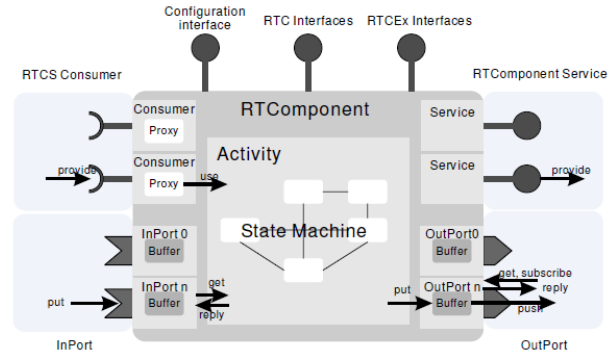 Configuration
interface
RTC Interfaces
RTCEx Interfaces
RTCS Consumer
RTComponent Service
Consumer
Proxy
RTComponent
Service
Consumer
Proxy
provide
use
Activity
Service
provide
State Machine
InPort 0
Buffer
OutPort0
Buffer
InPort n
Buffer
put
get
reply
put
OutPort n
Buffer
get, subscribe
reply
push
InPort
OutPort